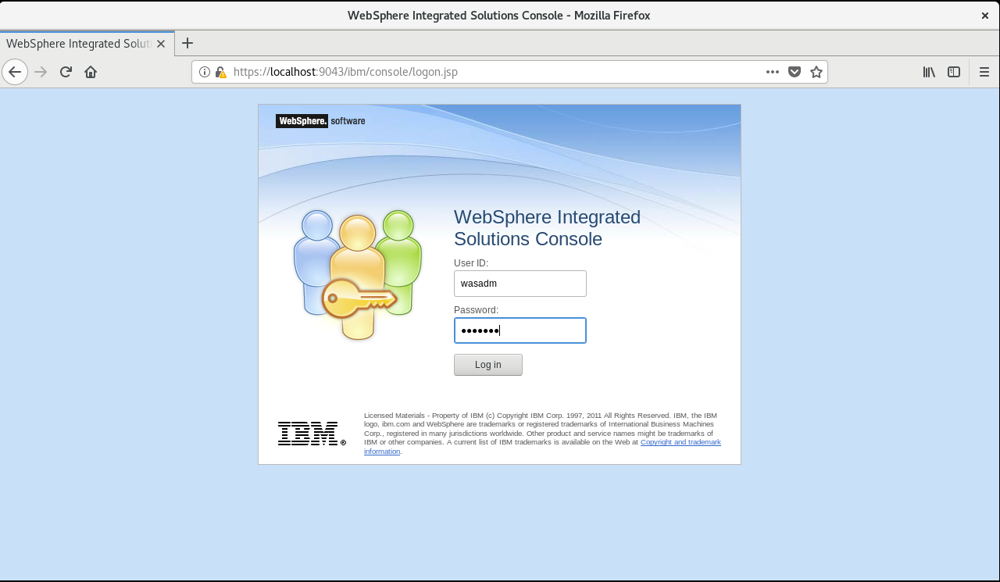 WebSphere Integrated Solutions Console - Mozilla Firefox
WebSphere Integrated Soluti
https://localhost:9043/ibm/console/logon.jsp
WebSphere. software
WebSphere Integrated
Solutions Console
User ID:
wasadm
Password:
•••••••
Log in
IBM®
Licensed Materials - Property of IBM (c) Copyright IBM Corp. 1997, 2011 All Rights Reserved. IBM, the IBM
logo, ibm.com and WebSphere are trademarks or registered trademarks of International Business Machines
Corp., registered in many jurisdictions worldwide. Other product and service names might be trademarks of
IBM or other companies. A current list of IBM trademarks is available on the Web at Copyright and trademark
information.